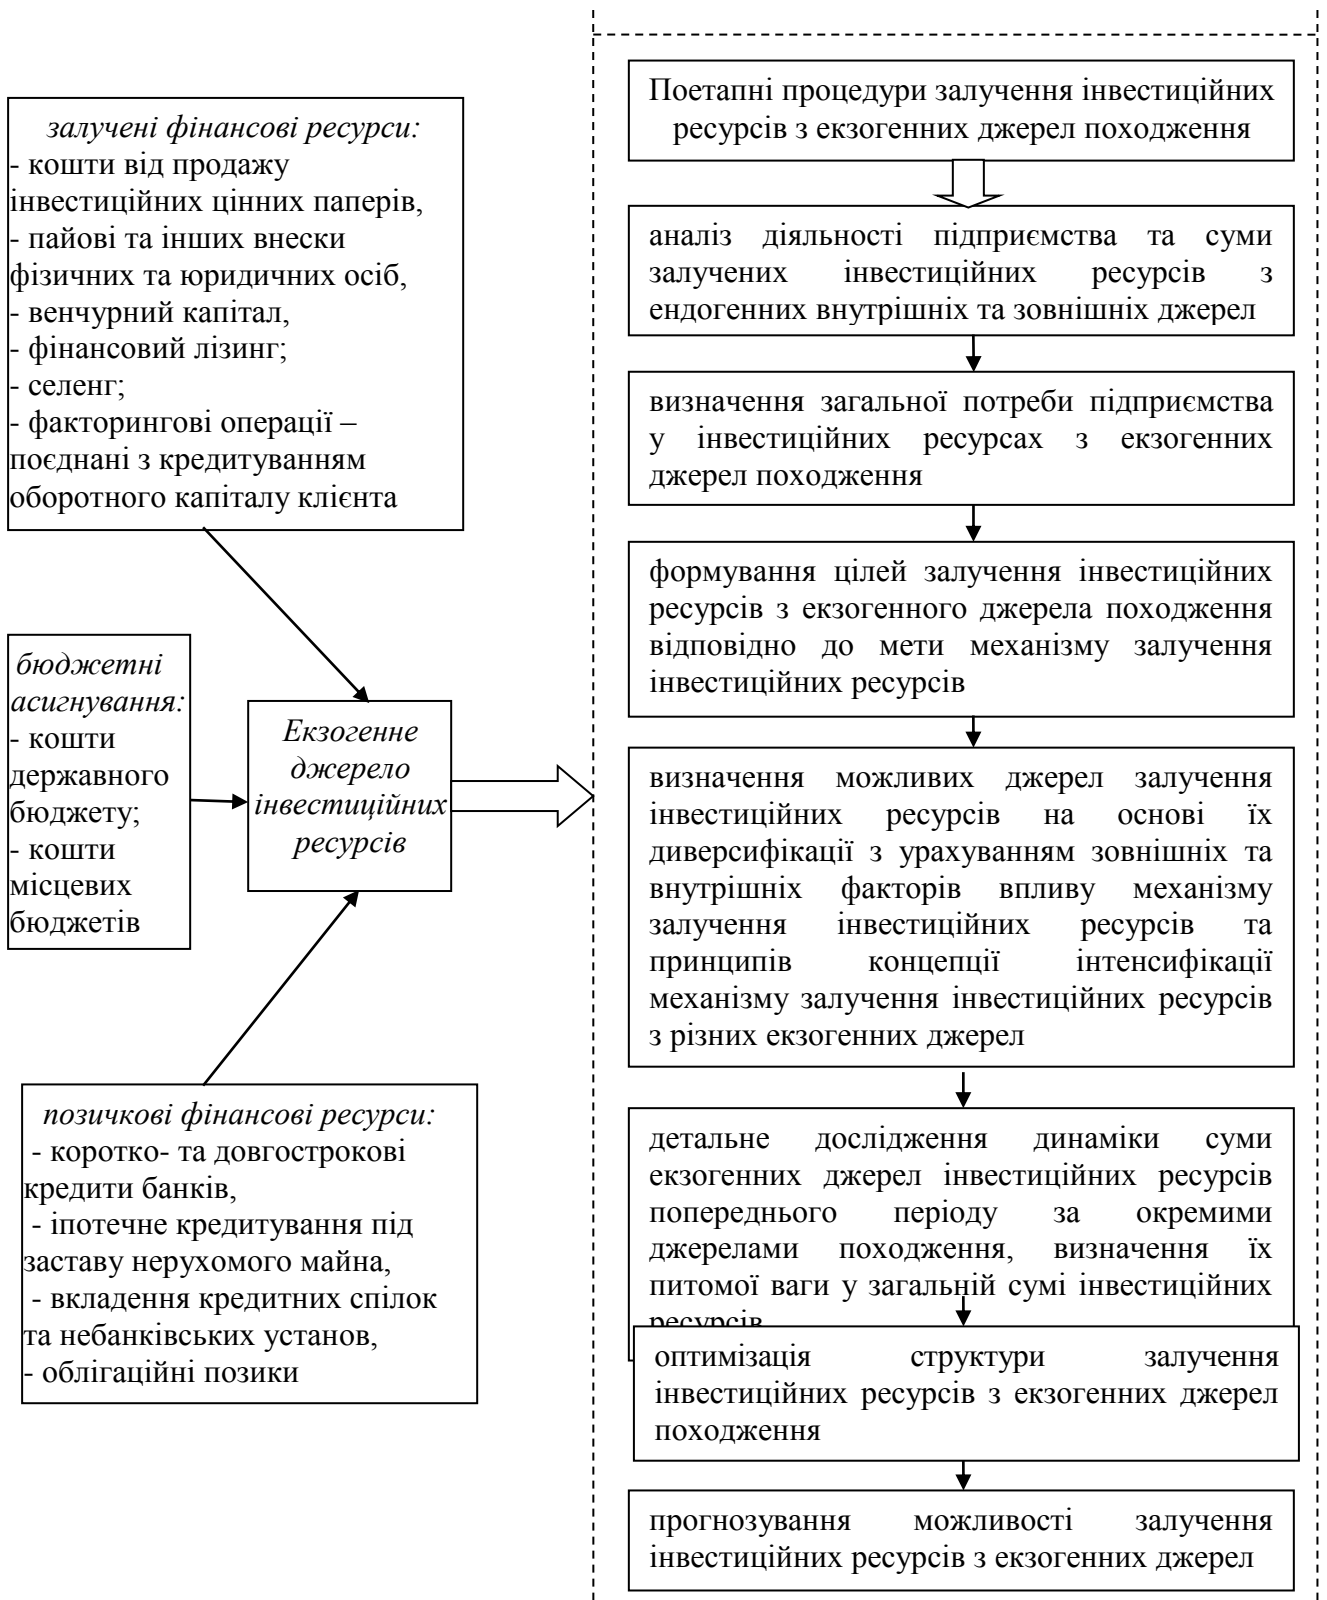 залучені фінансові ресурси:
- кошти від продажу
інвестиційних цінних паперів,
- пайові та інших внески
фізичних та юридичних осіб,
- венчурний капітал,
- фінансовий лізинг;
- селенг;
- факторингові операції –
поєднані з кредитуванням
оборотного капіталу клієнта
бюджетні
асигнування:
- кошти
державного
бюджету;
- кошти
місцевих
бюджетів
Екзогенне
джерело
інвестиційних
ресурсів
позичкові фінансові ресурси:
- коротко- та довгострокові
кредити банків,
- іпотечне кредитування під
заставу нерухомого майна,
- вкладення кредитних спілок
та небанківських установ,
- облігаційні позики
Поетапні процедури залучення інвестиційних
ресурсів з екзогенних джерел походження
аналіз діяльності підприємства та суми
залучених інвестиційних ресурсів з
ендогенних внутрішніх та зовнішніх джерел
визначення загальної потреби підприємства
у інвестиційних ресурсах з екзогенних
джерел походження
формування цілей залучення інвестиційних
ресурсів з екзогенного джерела походження
відповідно до мети механізму залучення
інвестиційних ресурсів
визначення можливих джерел залучення
інвестиційних ресурсів на основі їх
диверсифікації з урахуванням зовнішніх та
внутрішніх факторів впливу механізму
залучення інвестиційних ресурсів та
принципів концепції інтенсифікації
механізму залучення інвестиційних ресурсів
з різних екзогенних джерел
детальне дослідження динаміки суми
екзогенних джерел інвестиційних ресурсів
попереднього періоду за окремими
джерелами походження, визначення їх
питомої ваги у загальній сумі інвестиційних
ресурсів
оптимізація структури залучення
інвестиційних ресурсів з екзогенних джерел
походження
прогнозування можливості залучення
інвестиційних ресурсів з екзогенних джерел